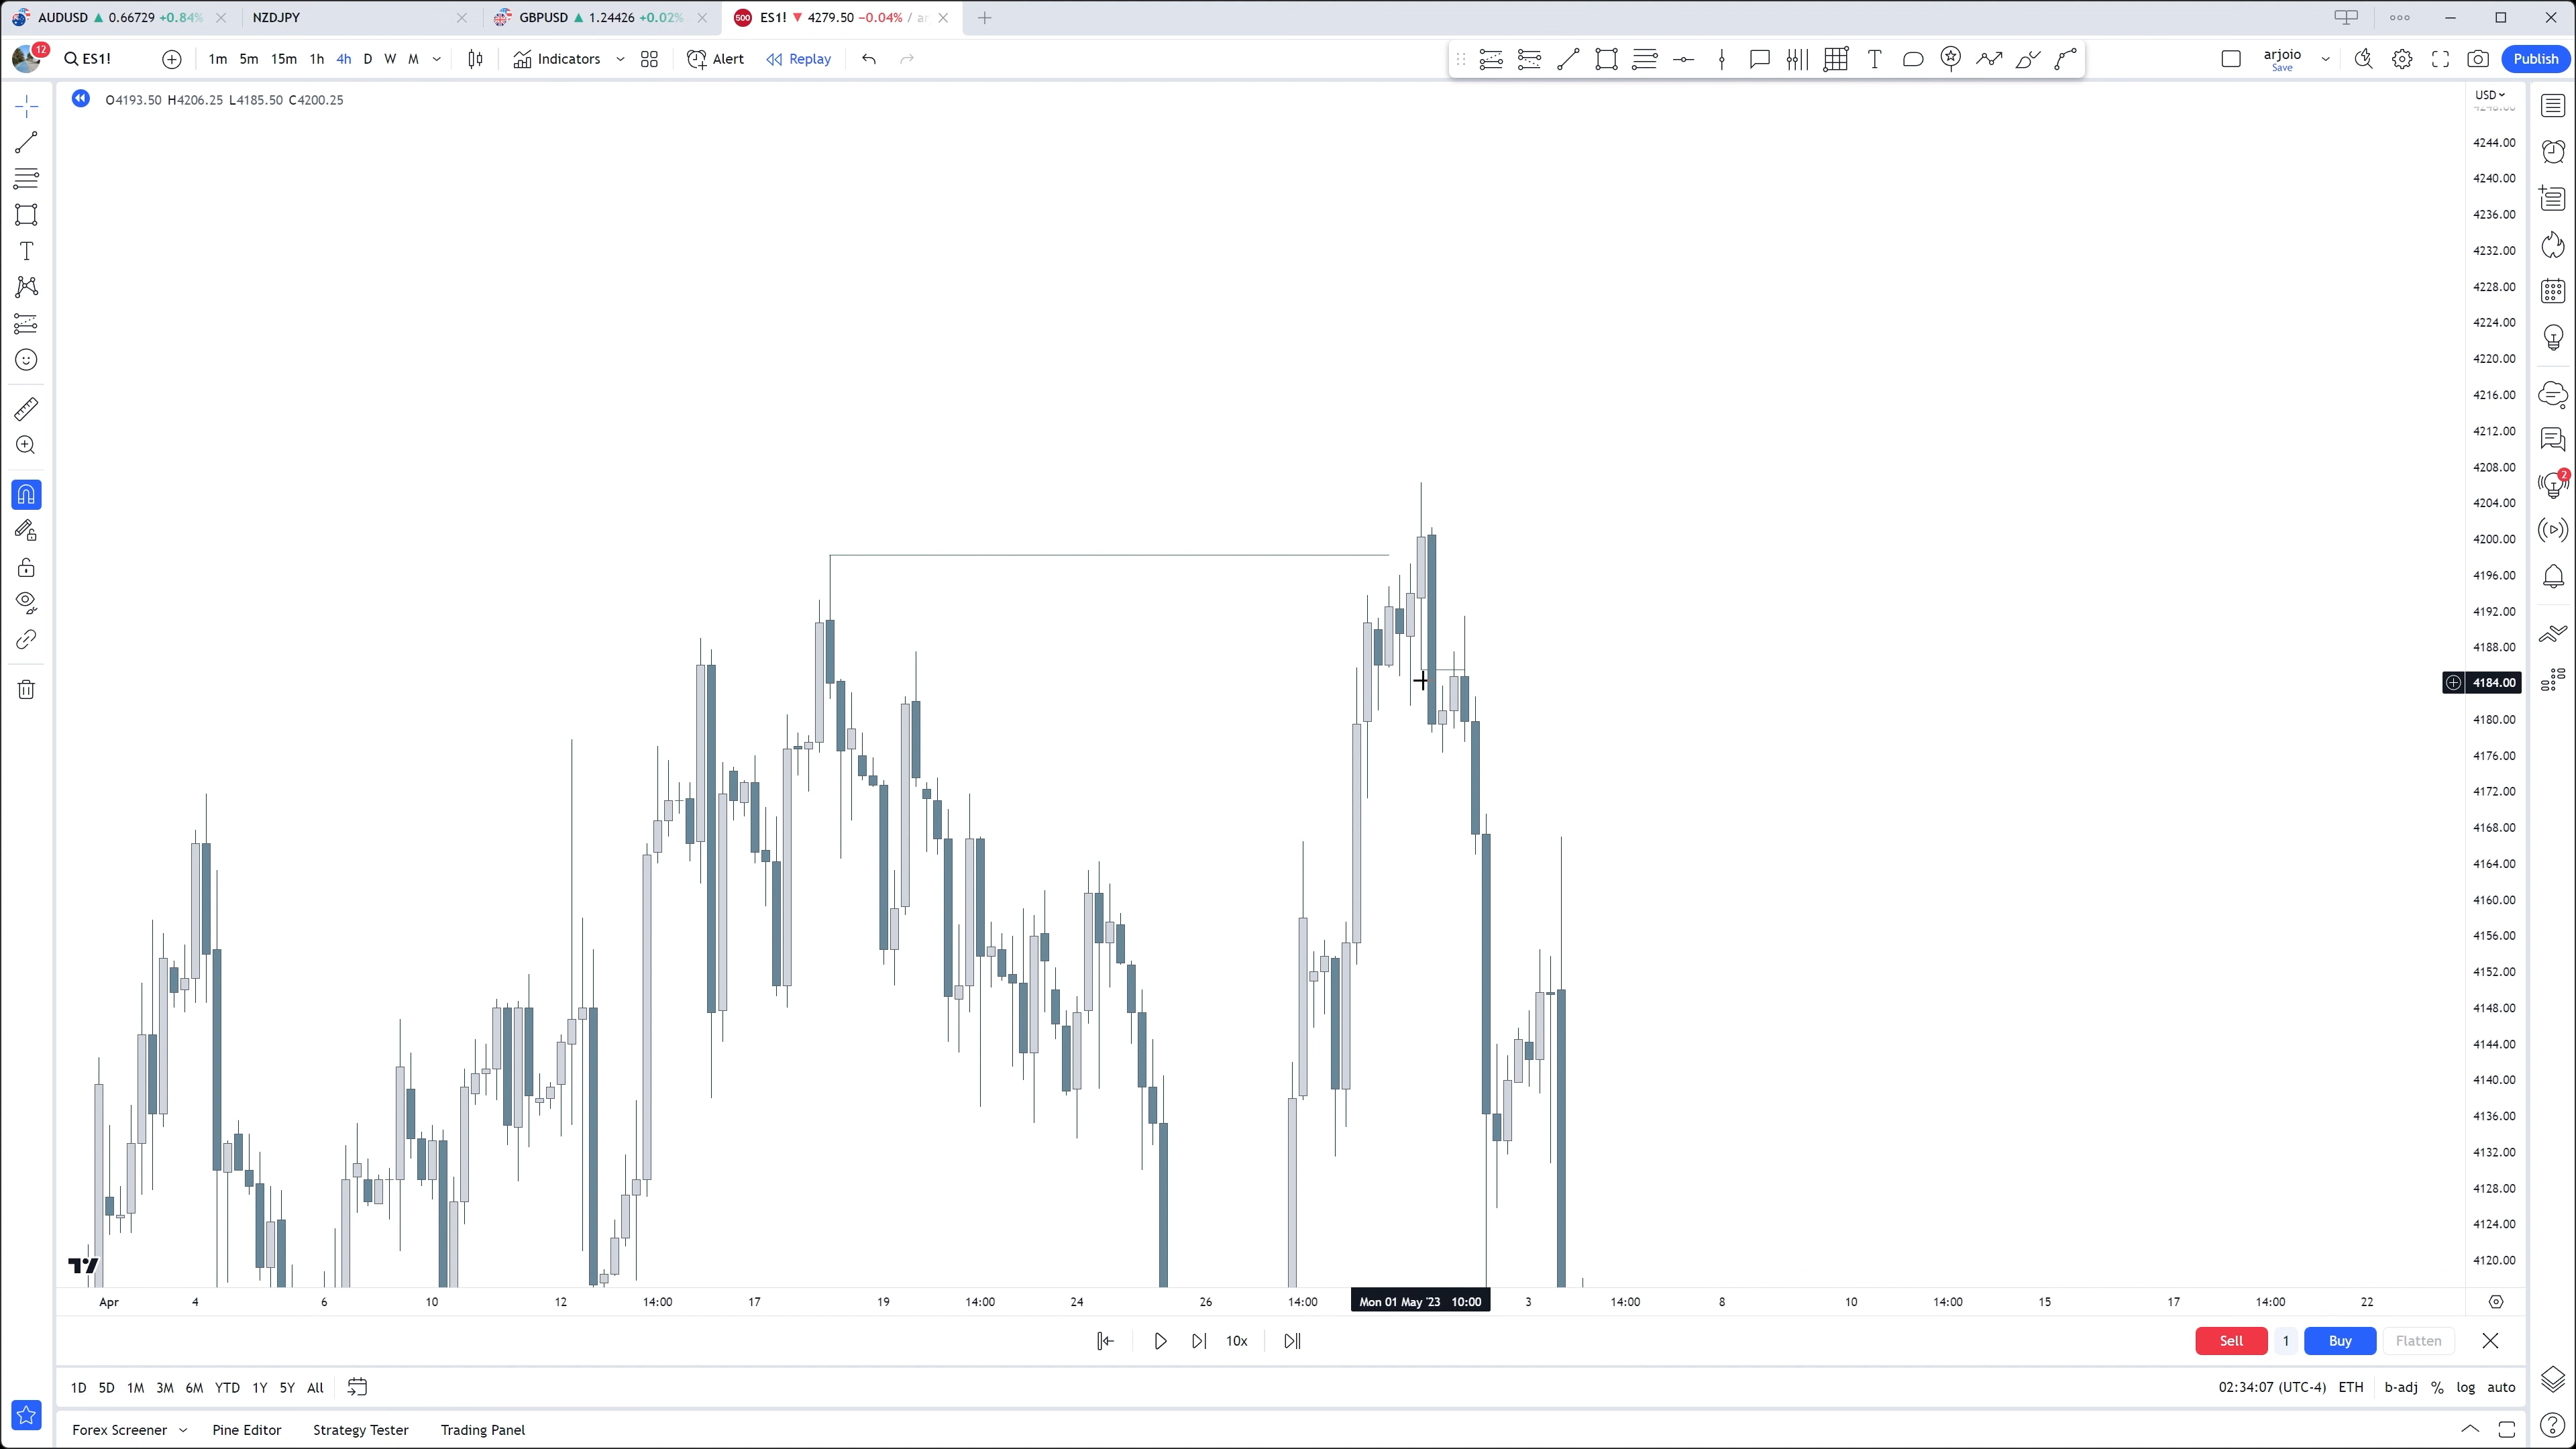 AUDUSD ▲ 0.66729 +0.84%
NZDJPY
GBPUSD ▲ 1.24426 +0.02%
500 ES1! ▼ 4279.50 −0.04% / ar
12
ES1!
1m 5m 15m 1h 4h D W M
Indicators
Alert
Replay
arjoio
Save
Publish
O4193.50 H4206.25 L4185.50 C4200.25
USD
4244.00
4240.00
4236.00
4232.00
4228.00
4224.00
4220.00
4216.00
4212.00
4208.00
4204.00
4200.00
4196.00
4192.00
4188.00
4184.00
4180.00
4176.00
4172.00
4168.00
4164.00
4160.00
4156.00
4152.00
4148.00
4144.00
4140.00
4136.00
4132.00
4128.00
4124.00
4120.00
2
Apr 4 6 10 12 14:00 17 19 14:00 24 26 14:00 Mon 01 May '23 10:00 3 14:00 8 10 14:00 15 17 14:00 22
10x
Sell 1 Buy Flatten
1D 5D 1M 3M 6M YTD 1Y 5Y All
02:34:07 (UTC-4) ETH b-adj % log auto
Forex Screener Pine Editor Strategy Tester Trading Panel